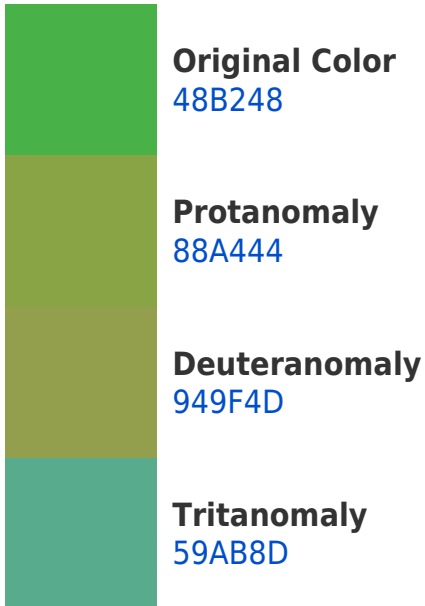 Original Color
48B248
Protanomaly
88A444
Deuteranomaly
949F4D
Tritanomaly
59AB8D